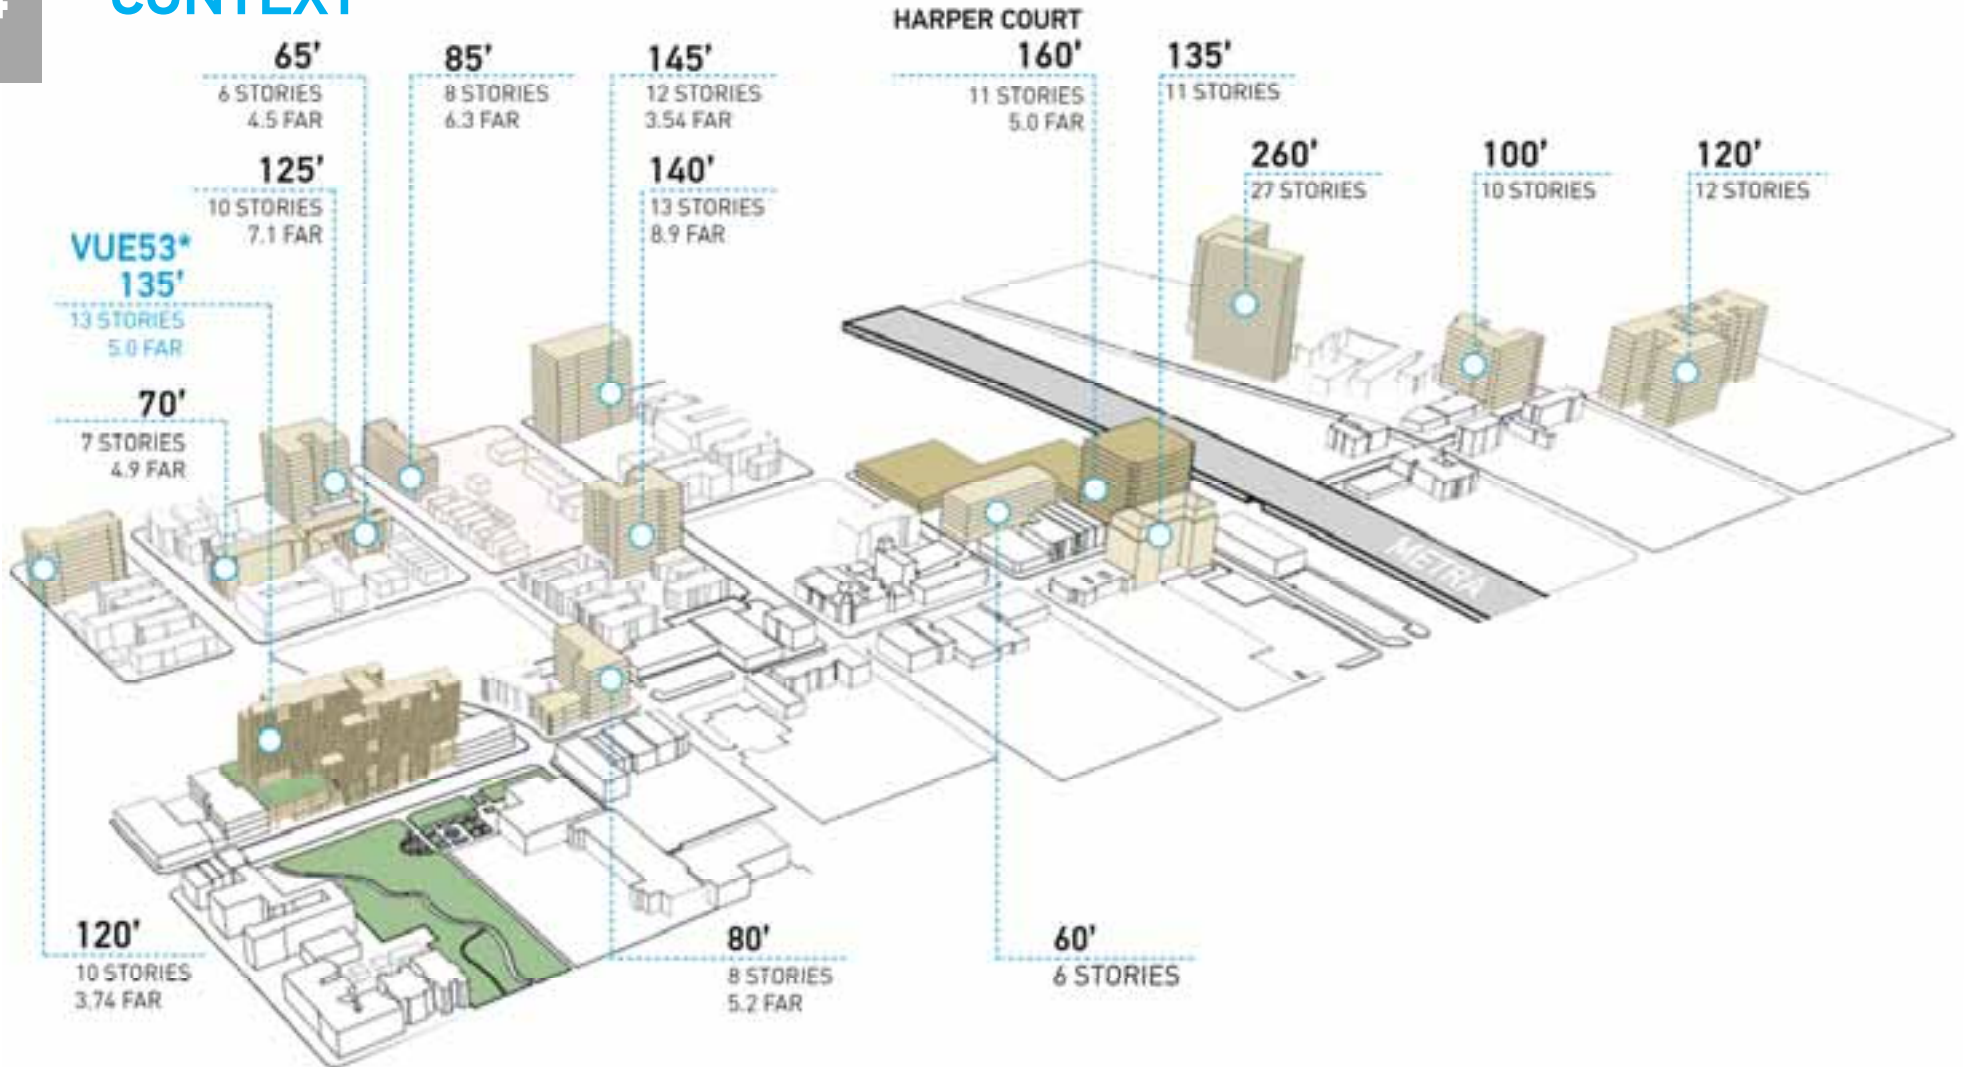 CONTEXT
HARPER COURT
65'
6 STORIES
4.5 FAR
85'
8 STORIES
6.3 FAR
145'
12 STORIES
3.54 FAR
160'
11 STORIES
5.0 FAR
135'
11 STORIES
125'
10 STORIES
7.1 FAR
140'
13 STORIES
8.9 FAR
260'
27 STORIES
100'
10 STORIES
120'
12 STORIES
VUE53*
135'
13 STORIES
5.0 FAR
70'
7 STORIES
4.9 FAR
METRA
120'
10 STORIES
3.74 FAR
80'
8 STORIES
5.2 FAR
60'
6 STORIES